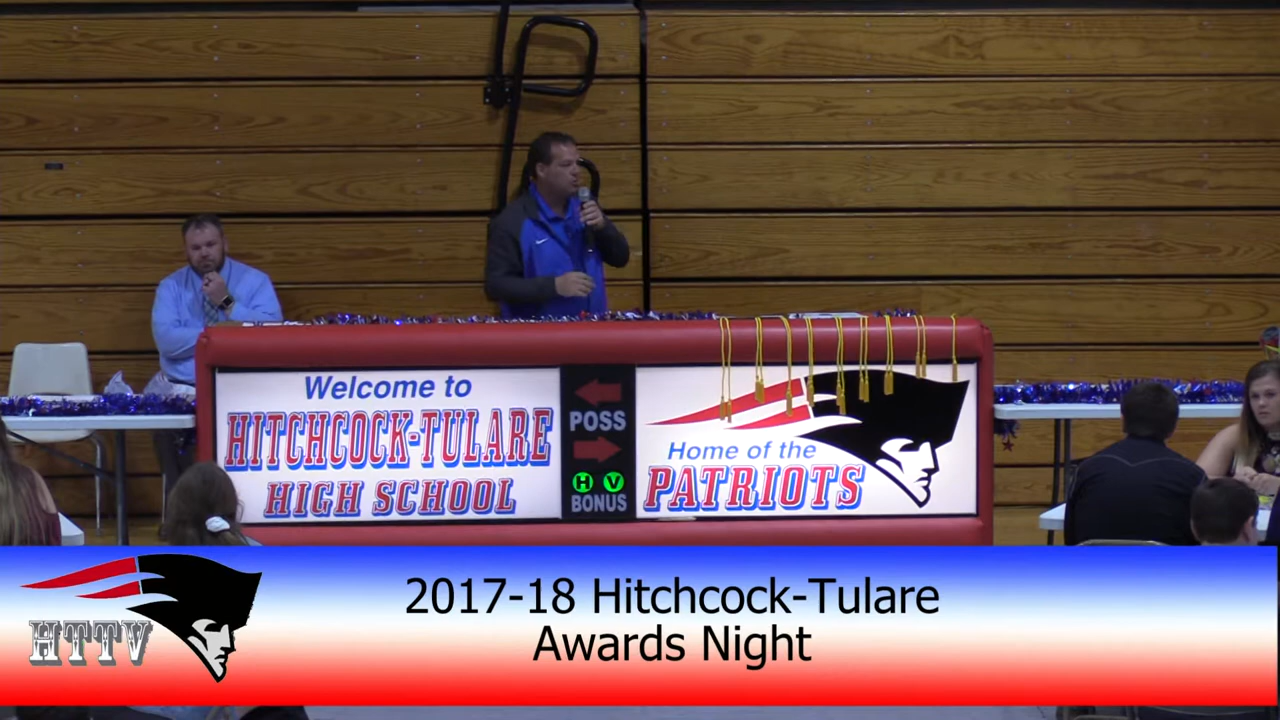 Welcome to
HITCHCOCK-TULARE
HIGH SCHOOL
POSS
H V
BONUS
Home of the
PATRIOTS
HTTV
2017-18 Hitchcock-Tulare
Awards Night